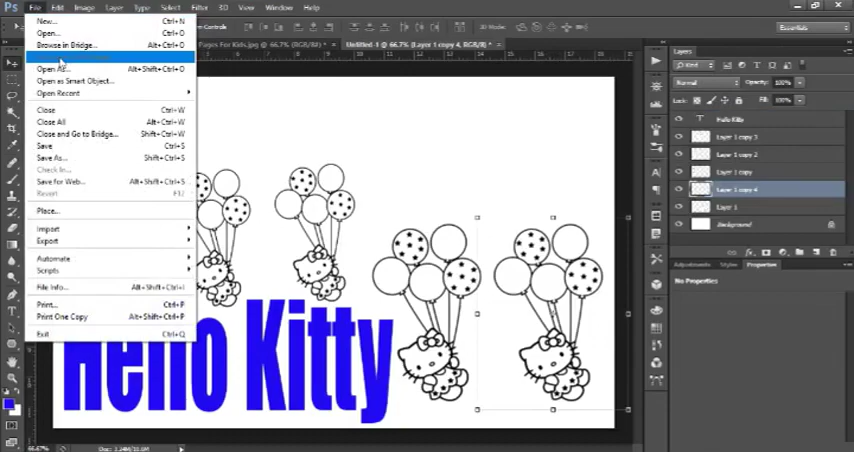 Ps File Edit Image Layer Type Select Filter 3D View Window Help
Controls 3D Mode: Essentials
Pages For Kids.jpg @ 66.7% (RGB/8#) × Untitled-1 @ 66.7% (Layer 1 copy 4, RGB/8#) * ×
New... Ctrl+N
Open... Ctrl+O
Browse in Bridge... Alt+Ctrl+O
Open As... Alt+Shift+Ctrl+O
Open as Smart Object...
Open Recent
Close Ctrl+W
Close All Alt+Ctrl+W
Close and Go to Bridge... Shift+Ctrl+W
Save Ctrl+S
Save As... Shift+Ctrl+S
Check In...
Save for Web... Alt+Shift+Ctrl+S
Revert F12
Place...
Import
Export
Automate
Scripts
File Info... Alt+Shift+Ctrl+I
Print... Ctrl+P
Print One Copy Alt+Shift+Ctrl+P
Exit Ctrl+Q
Hello Kitty
66.67% Doc: 
Layers
Kind
Normal Opacity: 100%
Lock: Fill: 100%
T Hello Kitty
Layer 1 copy 3
Layer 1 copy 2
Layer 1 copy
Layer 1 copy 4
Layer 1
Background
fx
Adjustments Styles Properties
No Properties